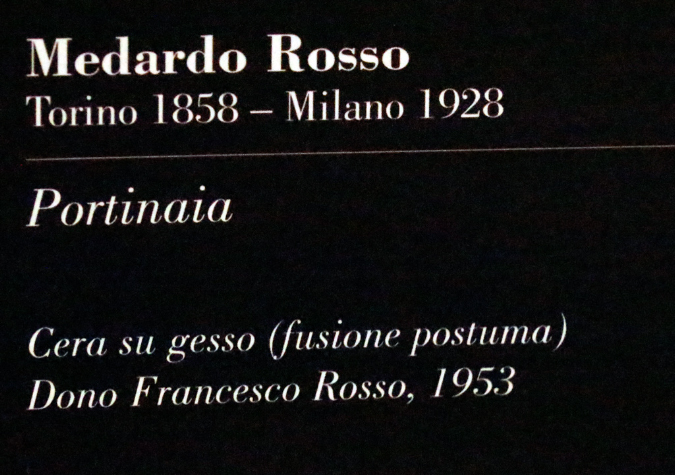 Medardo Rosso
Torino 1858 – Milano 1928
Portinaia
Cera su gesso (fusione postuma)
Dono Francesco Rosso, 1953